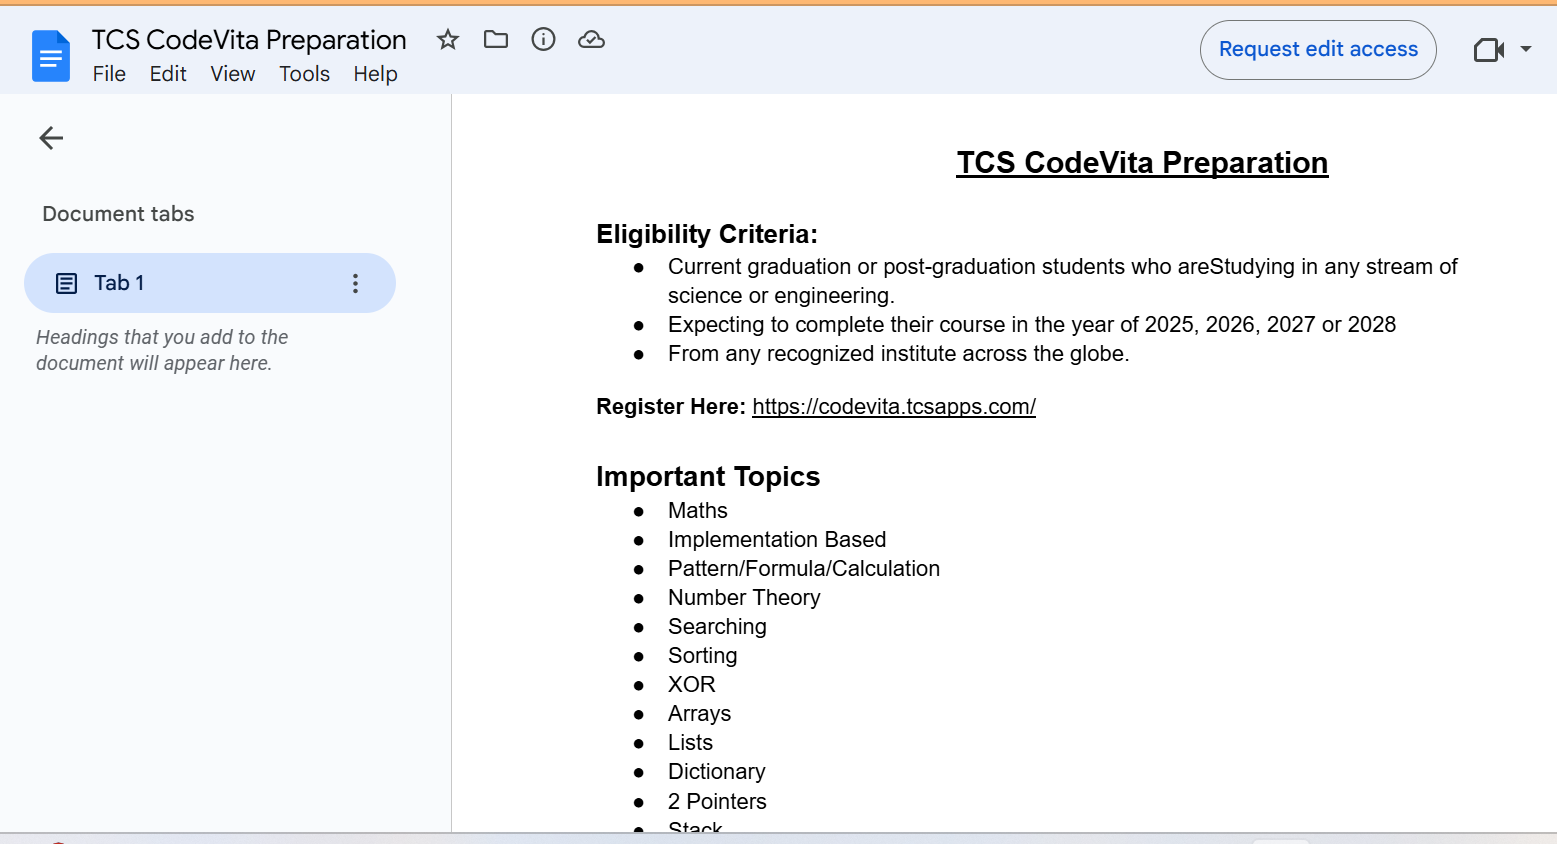 TCS CodeVita Preparation
File Edit View Tools Help
Request edit access
Document tabs
Tab 1
Headings that you add to the
document will appear here.
TCS CodeVita Preparation
Eligibility Criteria:
● Current graduation or post-graduation students who areStudying in any stream of
science or engineering.
● Expecting to complete their course in the year of 2025, 2026, 2027 or 2028
● From any recognized institute across the globe.
Register Here: https://codevita.tcsapps.com/
Important Topics
● Maths
● Implementation Based
● Pattern/Formula/Calculation
● Number Theory
● Searching
● Sorting
● XOR
● Arrays
● Lists
● Dictionary
● 2 Pointers
● Stack